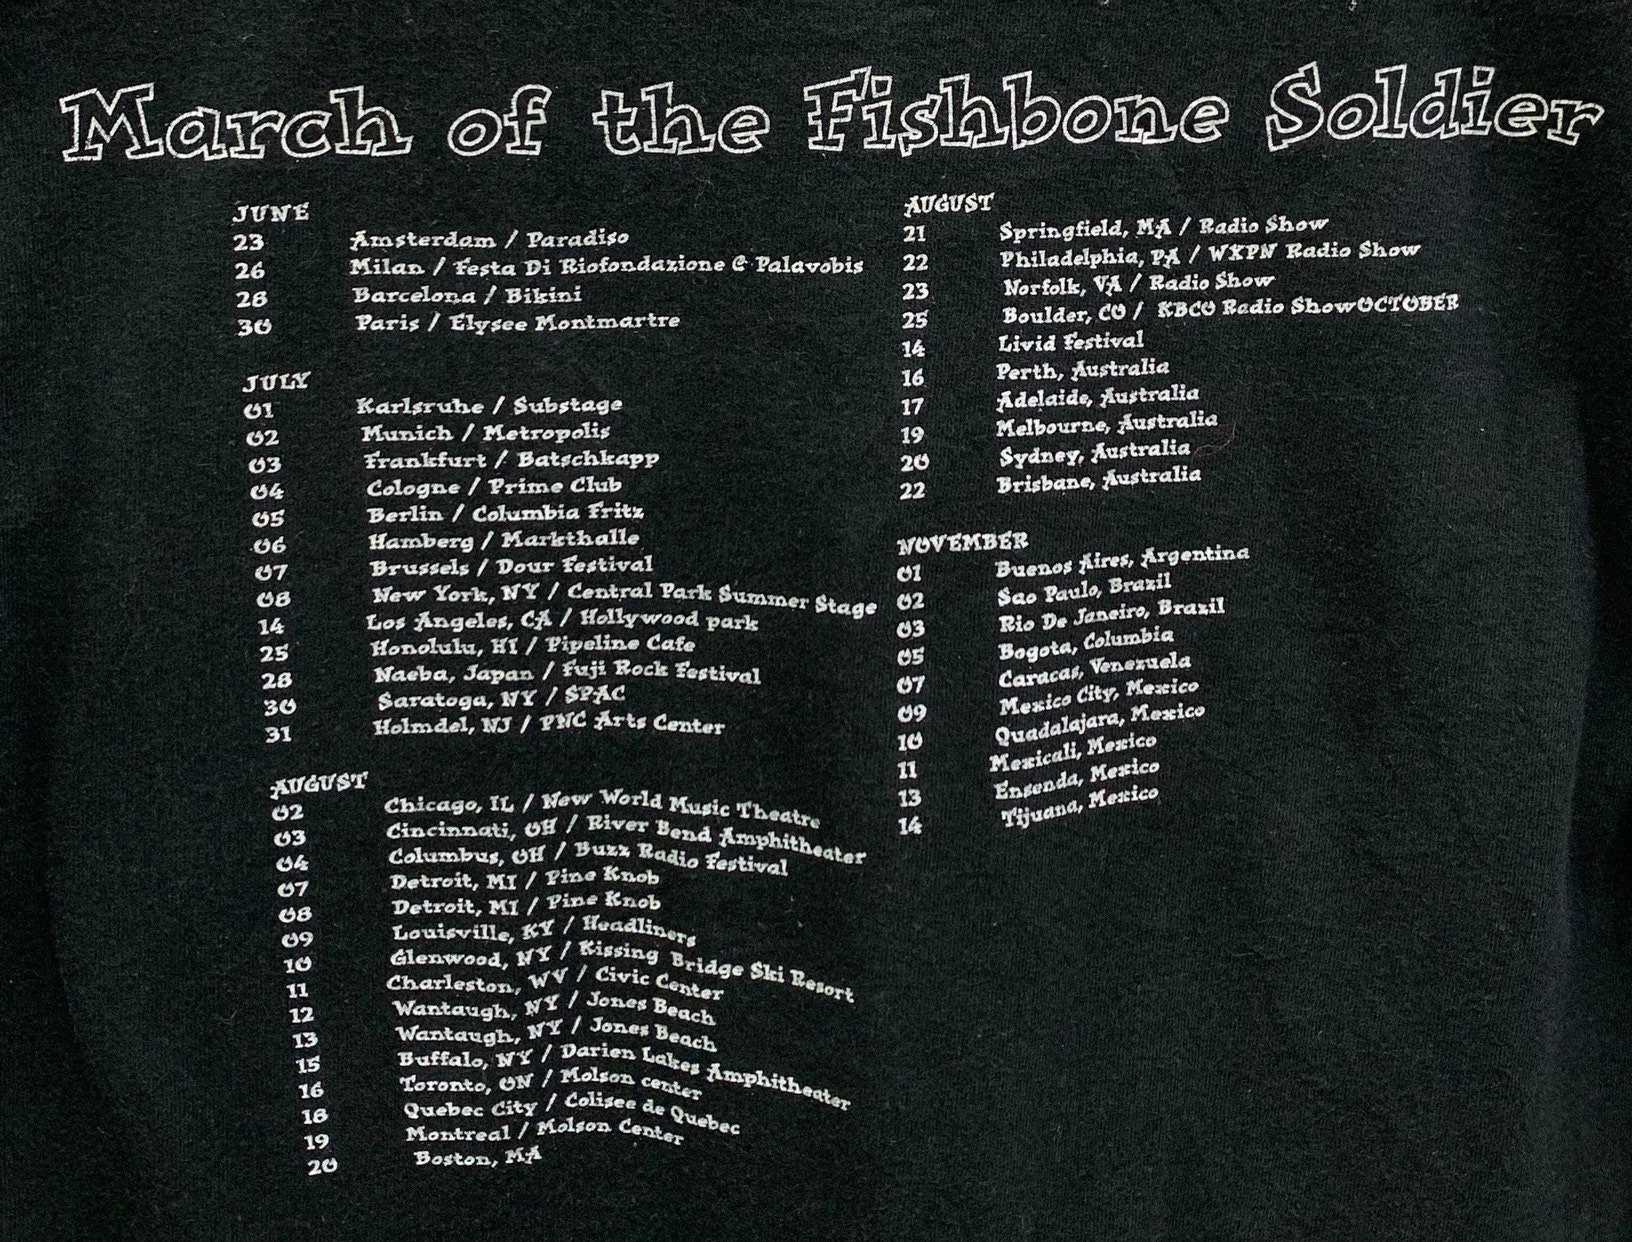 March of the Fishbone Soldier
JUNE
23 Amsterdam / Paradiso
26 Milan / Festa Di Riofondazione @ Palavobis
28 Barcelona / Bikini
30 Paris / Elysee Montmartre
JULY
01 Karlsruhe / Substage
02 Munich / Metropolis
03 Frankfurt / Batschkapp
04 Cologne / Prime Club
05 Berlin / Columbia Fritz
06 Hamberg / Markthalle
07 Brussels / Dour Festival
08 New York, NY / Central Park Summer Stage
14 Los Angeles, CA / Hollywood park
25 Honolulu, HI / Pipeline Cafe
28 Naeba, Japan / Fuji Rock Festival
30 Saratoga, NY / SPAC
31 Holmdel, NJ / PNC Arts Center
AUGUST
02 Chicago, IL / New World Music Theatre
03 Cincinnati, OH / River Bend Amphitheater
04 Columbus, OH / Buzz Radio Festival
07 Detroit, MI / Pine Knob
08 Detroit, MI / Pine Knob
09 Louisville, KY / Headliners
10 Glenwood, NY / Kissing Bridge Ski Resort
11 Charleston, WV / Civic Center
12 Wantaugh, NY / Jones Beach
13 Wantaugh, NY / Jones Beach
15 Buffalo, NY / Darien Lakes Amphitheater
16 Toronto, ON / Molson center
18 Quebec City / Colisee de Quebec
19 Montreal / Molson Center
20 Boston, MA
AUGUST
21 Springfield, MA / Radio Show
22 Philadelphia, PA / WXPN Radio Show
23 Norfolk, VA / Radio Show
25 Boulder, CO / KBCO Radio ShowOCTOBER
14 Livid Festival
16 Perth, Australia
17 Adelaide, Australia
19 Melbourne, Australia
20 Sydney, Australia
22 Brisbane, Australia
NOVEMBER
01 Buenos Aires, Argentina
02 Sao Paulo, Brazil
03 Rio De Janeiro, Brazil
05 Bogota, Columbia
07 Caracas, Venezuela
09 Mexico City, Mexico
10 Quadalajara, Mexico
11 Mexicali, Mexico
13 Ensenda, Mexico
14 Tijuana, Mexico